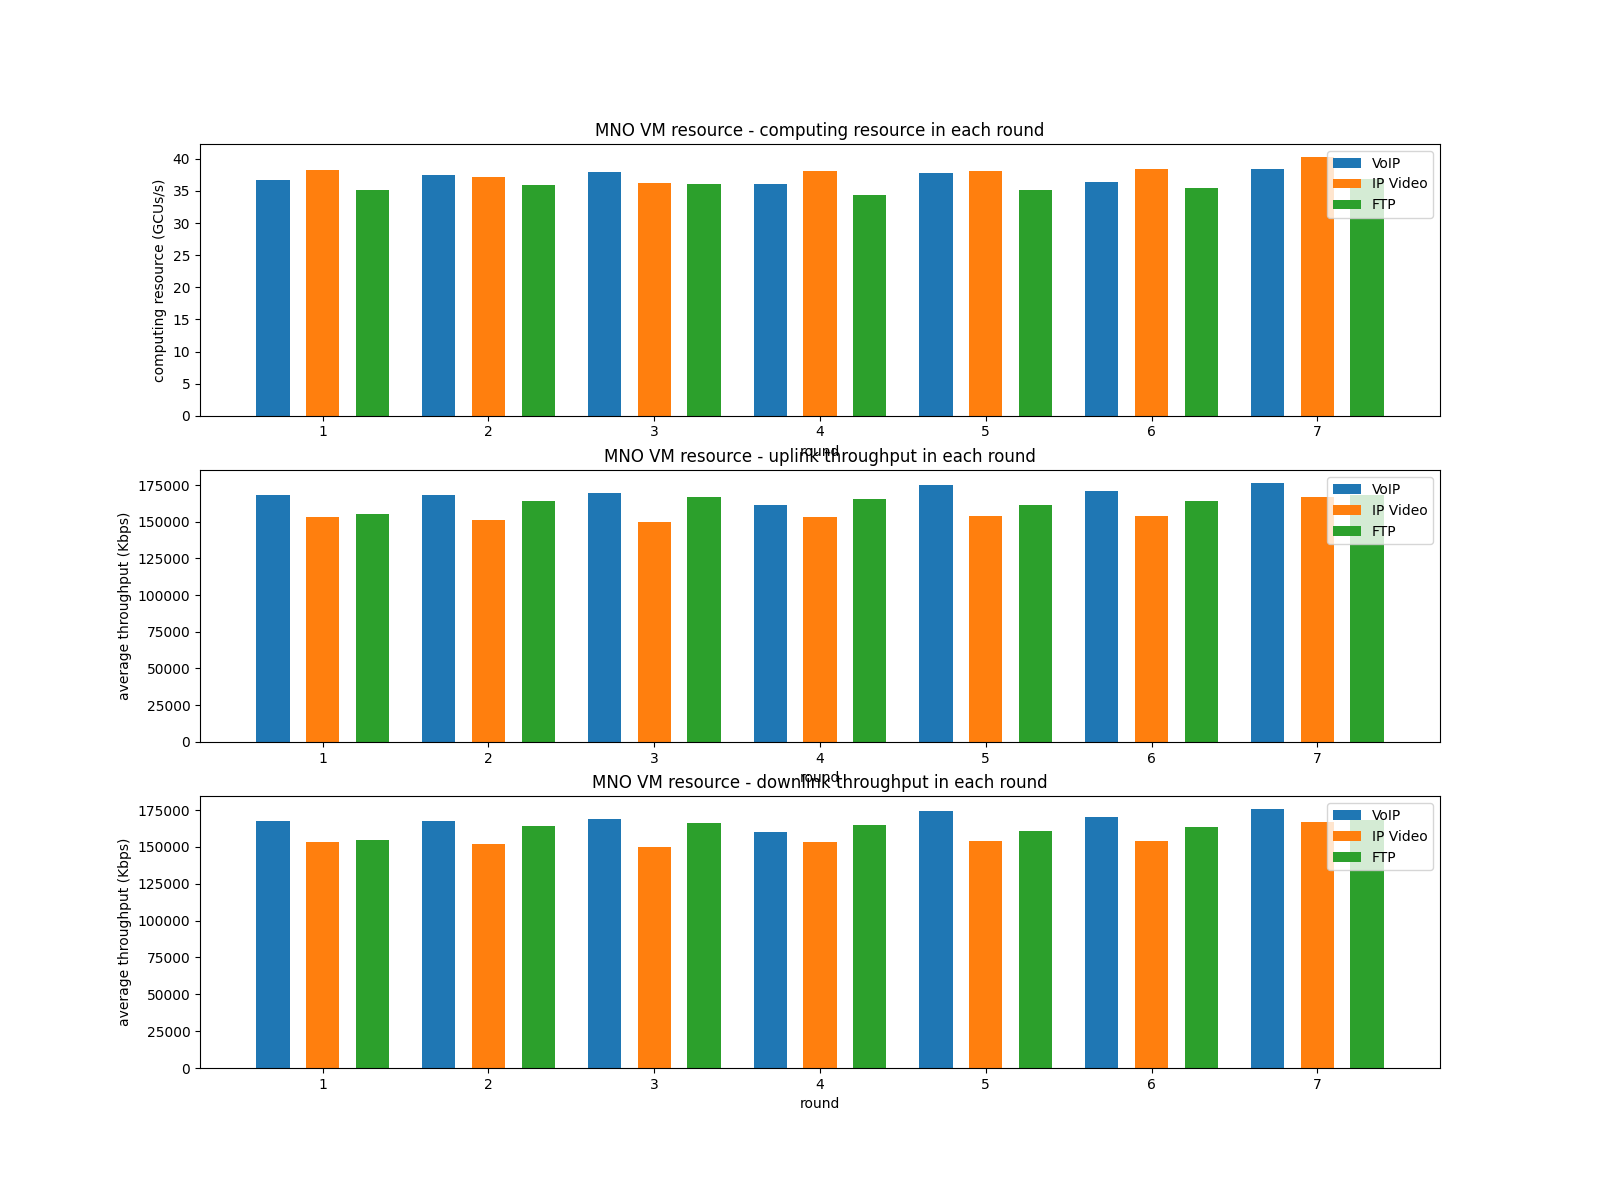 MNO VM resource - computing resource in each round
computing resource (GCUs/s)
40
35
30
25
20
15
10
5
0
VoIP
IP Video
FTP
1 2 3 4 5 6 7
round
MNO VM resource - uplink throughput in each round
average throughput (Kbps)
175000
150000
125000
100000
75000
50000
25000
0
VoIP
IP Video
FTP
1 2 3 4 5 6 7
round
MNO VM resource - downlink throughput in each round
average throughput (Kbps)
175000
150000
125000
100000
75000
50000
25000
0
VoIP
IP Video
FTP
1 2 3 4 5 6 7
round